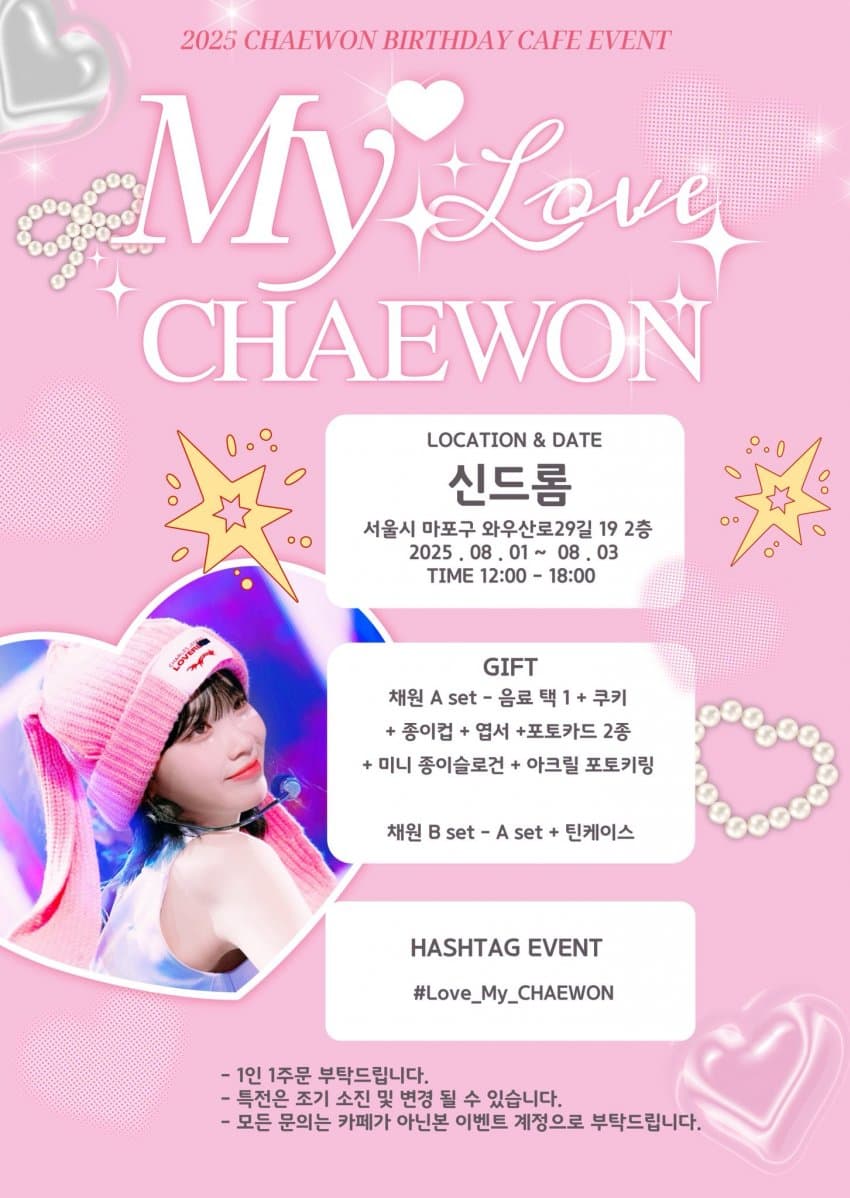 2025 CHAEWON BIRTHDAY CAFE EVENT
My Love
CHAEWON
LOCATION & DATE
신드롬
서울시 마포구 와우산로29길 19 2층
2025 . 08 . 01 ~ 08 . 03
TIME 12:00 - 18:00
GIFT
채원 A set - 음료 택 1 + 쿠키
+ 종이컵 + 엽서 +포토카드 2종
+ 미니 종이슬로건 + 아크릴 포토키링
채원 B set - A set + 틴케이스
LOVER
HASHTAG EVENT
#Love_My_CHAEWON
- 1인 1주문 부탁드립니다.
- 특전은 조기 소진 및 변경 될 수 있습니다.
- 모든 문의는 카페가 아닌본 이벤트 계정으로 부탁드립니다.